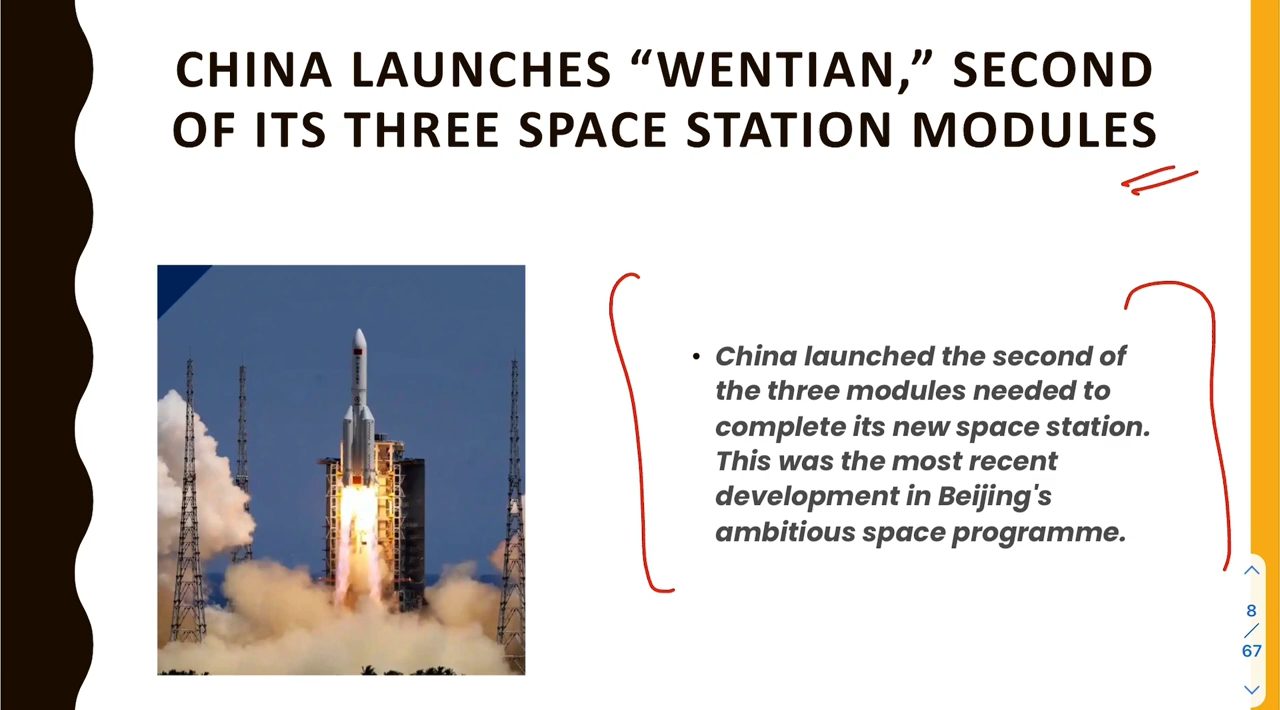 CHINA LAUNCHES “WENTIAN,” SECOND
OF ITS THREE SPACE STATION MODULES
• China launched the second of
the three modules needed to
complete its new space station.
This was the most recent
development in Beijing's
ambitious space programme.
8
/
67